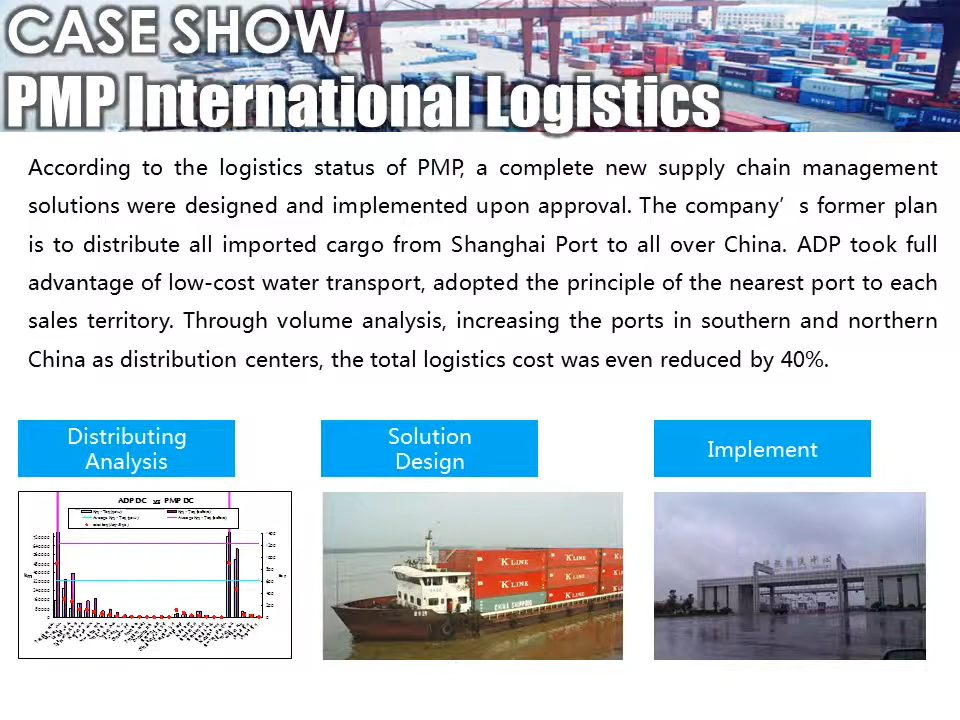 CASE SHOW
PMP International Logistics
According to the logistics status of PMP, a complete new supply chain management
solutions were designed and implemented upon approval. The company’s former plan
is to distribute all imported cargo from Shanghai Port to all over China. ADP took full
advantage of low-cost water transport, adopted the principle of the nearest port to each
sales territory. Through volume analysis, increasing the ports in southern and northern
China as distribution centers, the total logistics cost was even reduced by 40%.
Distributing
Analysis
Solution
Design
Implement
ADP DC vs PMP DC
K LINE
K LINE
K LINE
K LINE
CHINA SHIPPING